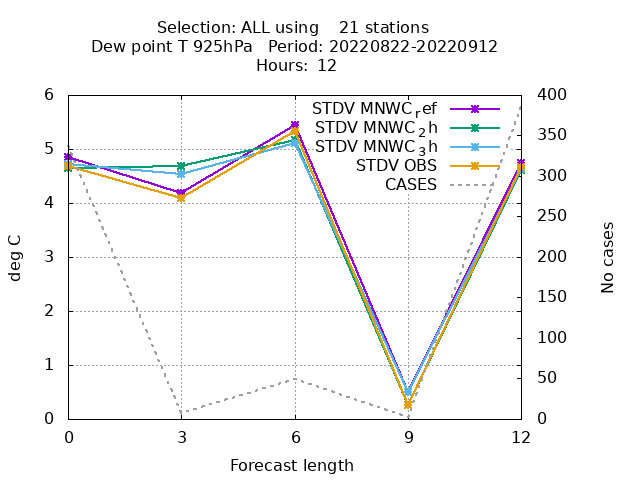 Selection: ALL using    21 stations
Dew point T 925hPa   Period: 20220822-20220912
Hours: 12
STDV MNWC_ref
STDV MNWC_2h
STDV MNWC_3h
STDV OBS
CASES
6
5
4
3
2
1
0
deg C
400
350
300
250
200
150
100
50
0
No cases
0 3 6 9 12
Forecast length